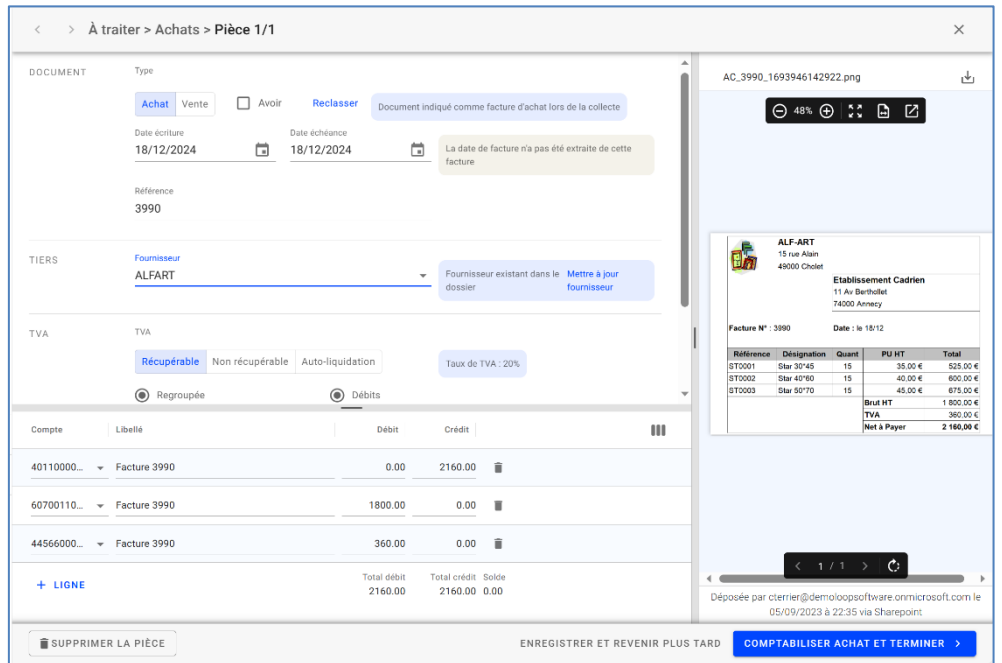 À traiter > Achats > Pièce 1/1
DOCUMENT
Type
Achat Vente Avoir Reclasser
Document indiqué comme facture d'achat lors de la collecte
Date écriture Date échéance
18/12/2024 18/12/2024
La date de facture n'a pas été extraite de cette
facture
Référence
3990
TIERS
Fournisseur
ALFART
Fournisseur existant dans le Mettre à jour
dossier fournisseur
TVA
TVA
Récupérable Non récupérable Auto-liquidation
Taux de TVA : 20%
Regroupée Débits
Compte Libellé Débit Crédit
40110000... Facture 3990 0.00 2160.00
60700110... Facture 3990 1800.00 0.00
44566000... Facture 3990 360.00 0.00
+ LIGNE
Total débit Total crédit Solde
2160.00 2160.00 0.00
AC_3990_1693946142922.png
48%
ALF-ART
15 rue Alain
49000 Cholet
Etablissement Cadrien
11 Av Berthollet
74000 Annecy
Facture N° : 3990 Date : le 18/12
Référence Désignation Quant PU HT Total
ST0001 Star 30*45 15 35,00 € 525,00 €
ST0002 Star 40*60 15 40,00 € 600,00 €
ST0003 Star 50*70 15 45,00 € 675,00 €
Brut HT 1 800,00 €
TVA 360,00 €
Net à Payer 2 160,00 €
1 / 1
Déposée par cterrier@demoloopsoftware.onmicrosoft.com le
05/09/2023 à 22:35 via Sharepoint
SUPPRIMER LA PIÈCE
ENREGISTRER ET REVENIR PLUS TARD
COMPTABILISER ACHAT ET TERMINER